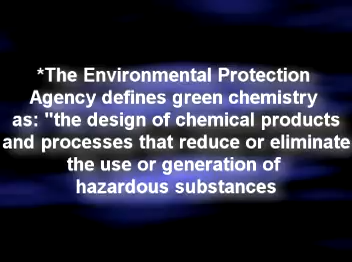 *The Environmental Protection
Agency defines green chemistry
as: "the design of chemical products
and processes that reduce or eliminate
the use or generation of
hazardous substances